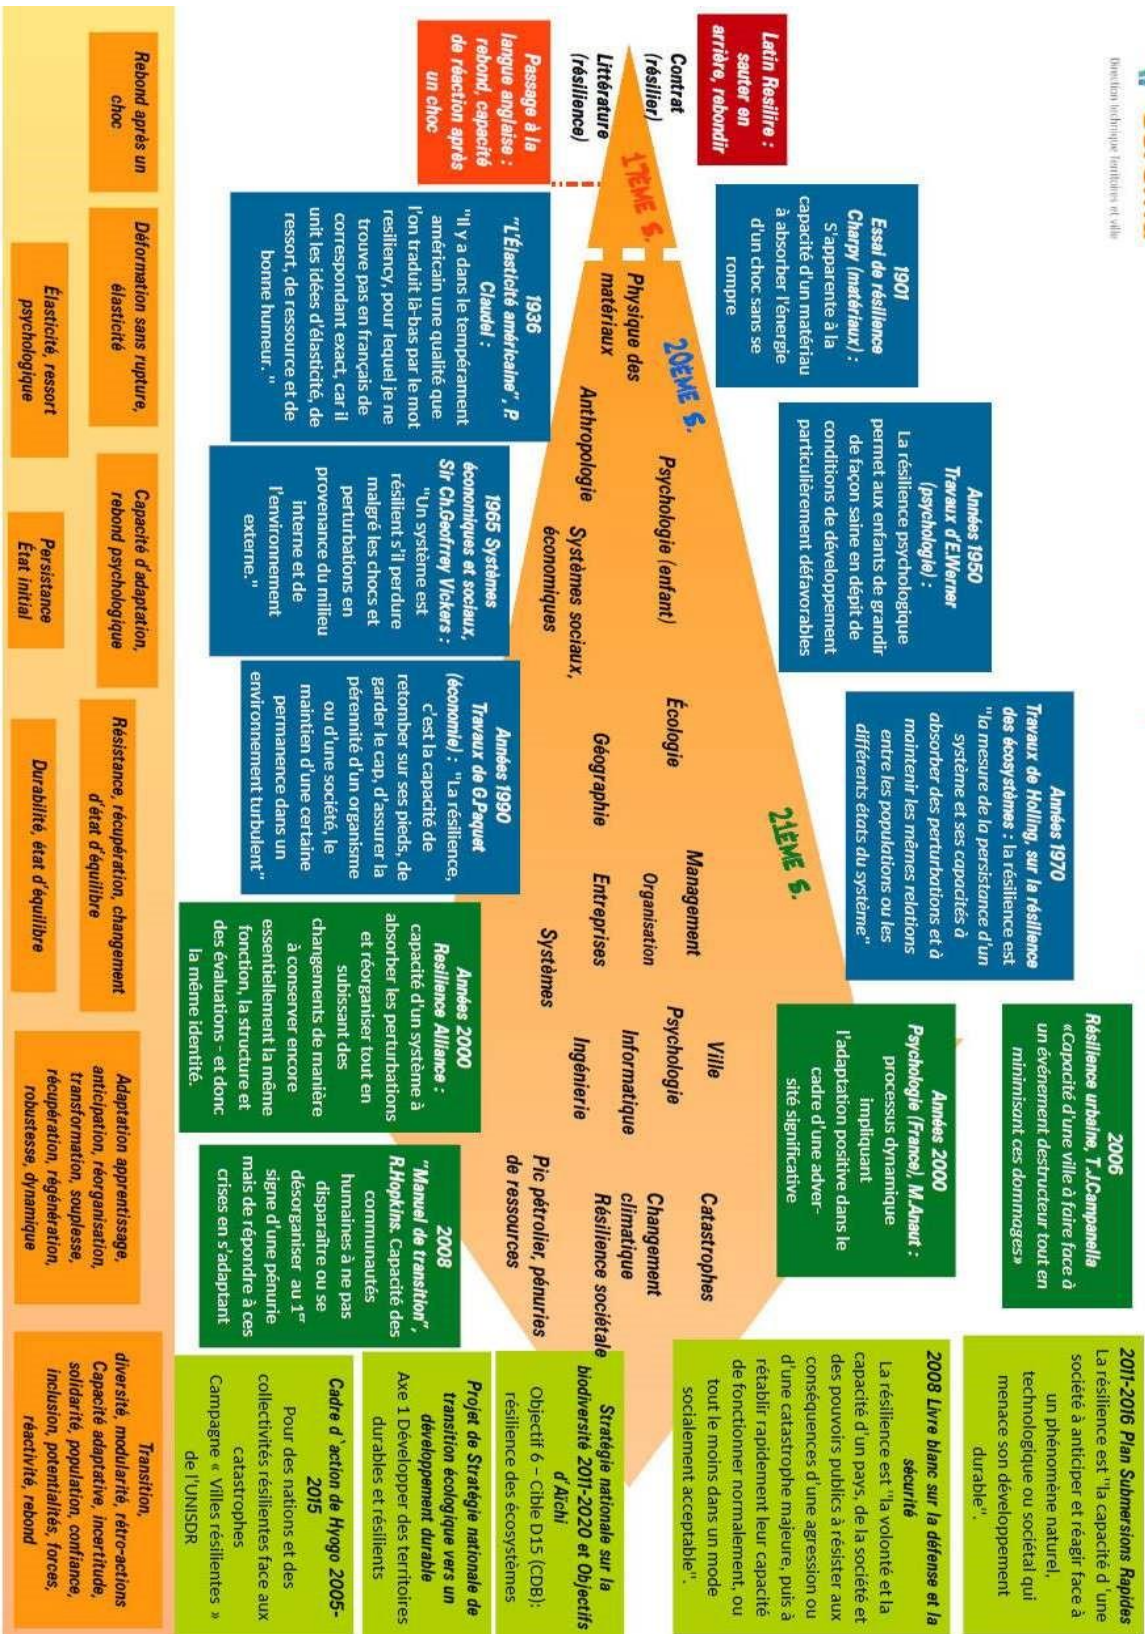 Direction technique Territoires et ville
Latin Resilire :
sauter en
arrière, rebondir
Contrat
(résilier)
Littérature
(résilience)
Passage à la
langue anglaise :
rebond, capacité
de réaction après
un choc
17ÈME S.
1901
Essai de résilience
Charpy (matériaux) :
S'apparente à la
capacité d'un matériau
à absorber l'énergie
d'un choc sans se
rompre
20ÈME S.
Physique des
matériaux
"L'Élasticité américaine", P.
Claudel :
1936
"Il y a dans le tempérament
américain une qualité que
l'on traduit là-bas par le mot
resiliency, pour lequel je ne
trouve pas en français de
correspondant exact, car il
unit les idées d'élasticité, de
ressort, de ressource et de
bonne humeur. "
Années 1950
Travaux d'E.Werner
(psychologie) :
La résilience psychologique
permet aux enfants de grandir
de façon saine en dépit de
conditions de développement
particulièrement défavorables
Psychologie (enfant)
Anthropologie
Systèmes sociaux,
économiques
1965 Systèmes
économiques et sociaux,
Sir Ch.Geofrey Vickers :
"Un système est
résilient s'il perdure
malgré les chocs et
perturbations en
provenance du milieu
interne et de
l'environnement
externe."
Années 1970
Travaux de Holling, sur la résilience
des écosystèmes : la résilience est
"la mesure de la persistance d'un
système et ses capacités à
absorber des perturbations et à
maintenir les mêmes relations
entre les populations ou les
différents états du système"
21ÈME S.
Écologie
Géographie
Années 1990
Travaux de G.Paquet
(économie) : "La résilience,
c'est la capacité de
retomber sur ses pieds, de
garder le cap, d'assurer la
pérennité d'un organisme
ou d'une société, le
maintien d'une certaine
permanence dans un
environnement turbulent"
Management
Organisation
Entreprises
Systèmes
2006
Résilience urbaine, T.J.Campanella
«Capacité d'une ville à faire face à
un événement destructeur tout en
minimisant ces dommages»
Années 2000
Psychologie (France), M.Anaut :
processus dynamique
impliquant
l'adaptation positive dans le
cadre d'une adver-
sité significative
Ville
Psychologie
Informatique
Ingénierie
Années 2000
Resilience Alliance :
capacité d'un système à
absorber les perturbations
et réorganiser tout en
subissant des
changements de manière
à conserver encore
essentiellement la même
fonction, la structure et
des évaluations - et donc
la même identité.
Catastrophes
Changement
climatique
Résilience sociétale
Pic pétrolier, pénuries
de ressources
2008
"Manuel de transition",
R.Hopkins. Capacité des
communautés
humaines à ne pas
disparaître ou se
désorganiser au 1er
signe d'une pénurie
mais de répondre à ces
crises en s'adaptant
2011-2016 Plan Submersions Rapides
La résilience est "la capacité d'une
société à anticiper et réagir face à
un phénomène naturel,
technologique ou sociétal qui
menace son développement
durable".
2008 Livre blanc sur la défense et la
sécurité
La résilience est "la volonté et la
capacité d'un pays, de la société et
des pouvoirs publics à résister aux
conséquences d'une agression ou
d'une catastrophe majeure, puis à
rétablir rapidement leur capacité
de fonctionner normalement, ou
tout le moins dans un mode
socialement acceptable".
Stratégie nationale sur la
biodiversité 2011-2020 et Objectifs
d'Aichi
Objectif 6 – Cible D15 (CDB):
résilience des écosystèmes
Projet de Stratégie nationale de
transition écologique vers un
développement durable
Axe 1 Développer des territoires
durables et résilients
Cadre d'action de Hyogo 2005-
2015
Pour des nations et des
collectivités résilientes face aux
catastrophes
Campagne « Villes résilientes »
de l'UNISDR
Rebond après un
choc
Déformation sans rupture,
élasticité
Élasticité, ressort
psychologique
Capacité d'adaptation,
rebond psychologique
Persistance
État initial
Résistance, récupération, changement
d'état d'équilibre
Durabilité, état d'équilibre
Adaptation apprentissage,
anticipation, réorganisation,
transformation, souplesse,
récupération, régénération,
robustesse, dynamique
Transition,
diversité, modularité, rétro-actions
Capacité adaptative, incertitude,
solidarité, population, confiance,
inclusion, potentialités, forces,
réactivité, rebond